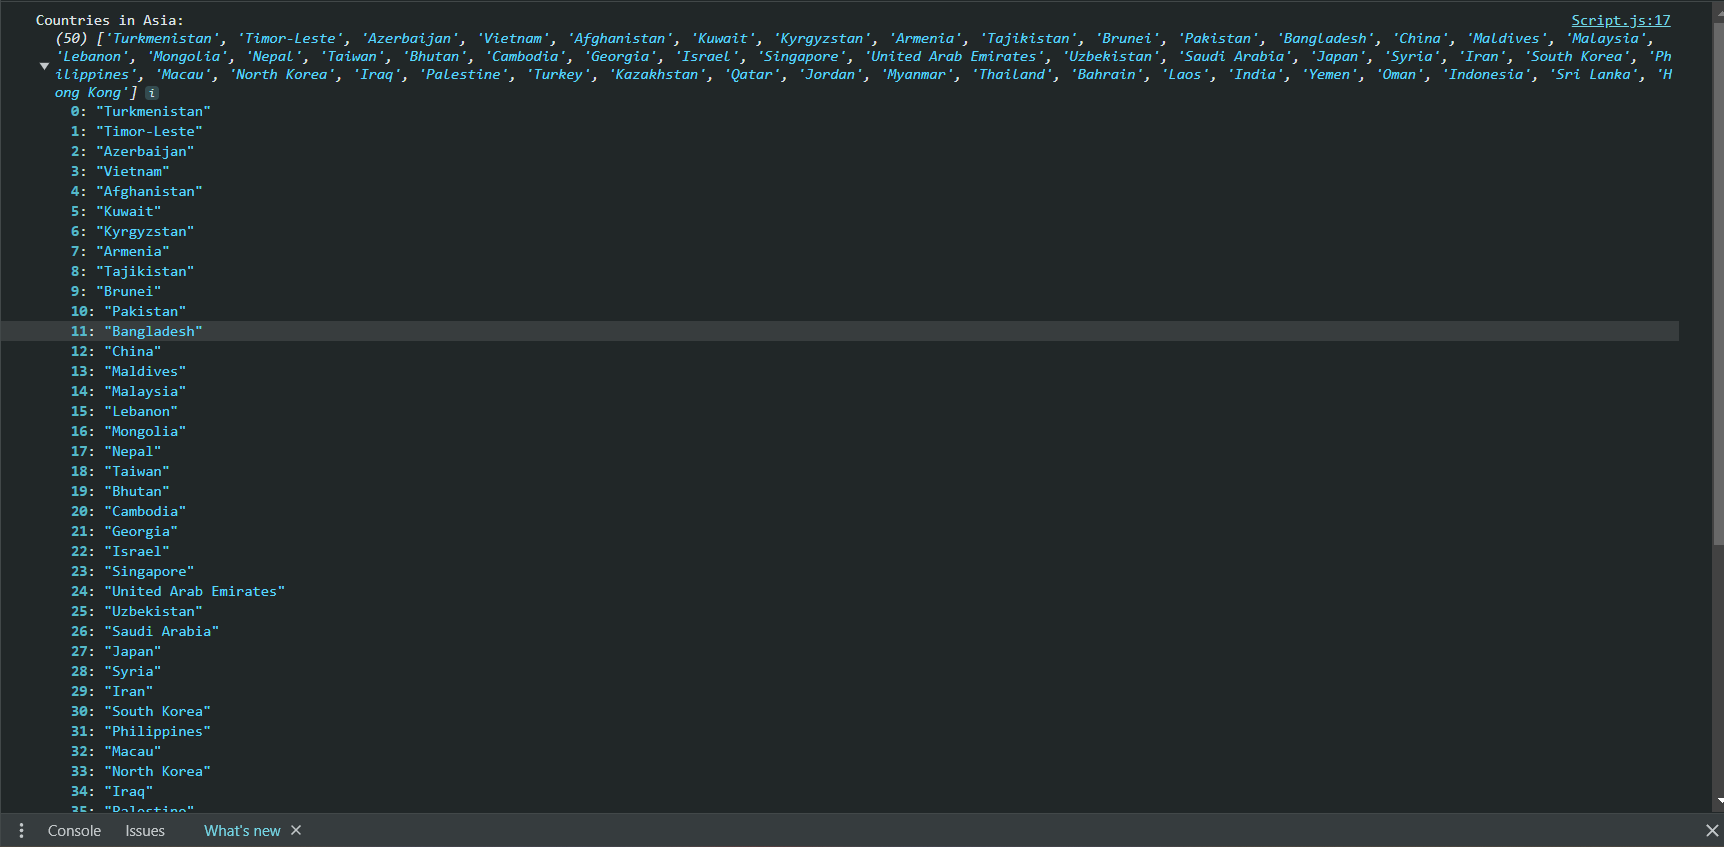 Countries in Asia: Script.js:17
(50) ['Turkmenistan', 'Timor-Leste', 'Azerbaijan', 'Vietnam', 'Afghanistan', 'Kuwait', 'Kyrgyzstan', 'Armenia', 'Tajikistan', 'Brunei', 'Pakistan', 'Bangladesh', 'China', 'Maldives', 'Malaysia',
'Lebanon', 'Mongolia', 'Nepal', 'Taiwan', 'Bhutan', 'Cambodia', 'Georgia', 'Israel', 'Singapore', 'United Arab Emirates', 'Uzbekistan', 'Saudi Arabia', 'Japan', 'Syria', 'Iran', 'South Korea', 'Ph
ilippines', 'Macau', 'North Korea', 'Iraq', 'Palestine', 'Turkey', 'Kazakhstan', 'Qatar', 'Jordan', 'Myanmar', 'Thailand', 'Bahrain', 'Laos', 'India', 'Yemen', 'Oman', 'Indonesia', 'Sri Lanka', 'H
ong Kong'] i
0: "Turkmenistan"
1: "Timor-Leste"
2: "Azerbaijan"
3: "Vietnam"
4: "Afghanistan"
5: "Kuwait"
6: "Kyrgyzstan"
7: "Armenia"
8: "Tajikistan"
9: "Brunei"
10: "Pakistan"
11: "Bangladesh"
12: "China"
13: "Maldives"
14: "Malaysia"
15: "Lebanon"
16: "Mongolia"
17: "Nepal"
18: "Taiwan"
19: "Bhutan"
20: "Cambodia"
21: "Georgia"
22: "Israel"
23: "Singapore"
24: "United Arab Emirates"
25: "Uzbekistan"
26: "Saudi Arabia"
27: "Japan"
28: "Syria"
29: "Iran"
30: "South Korea"
31: "Philippines"
32: "Macau"
33: "North Korea"
34: "Iraq"
35: "Palestine"
Console Issues What's new